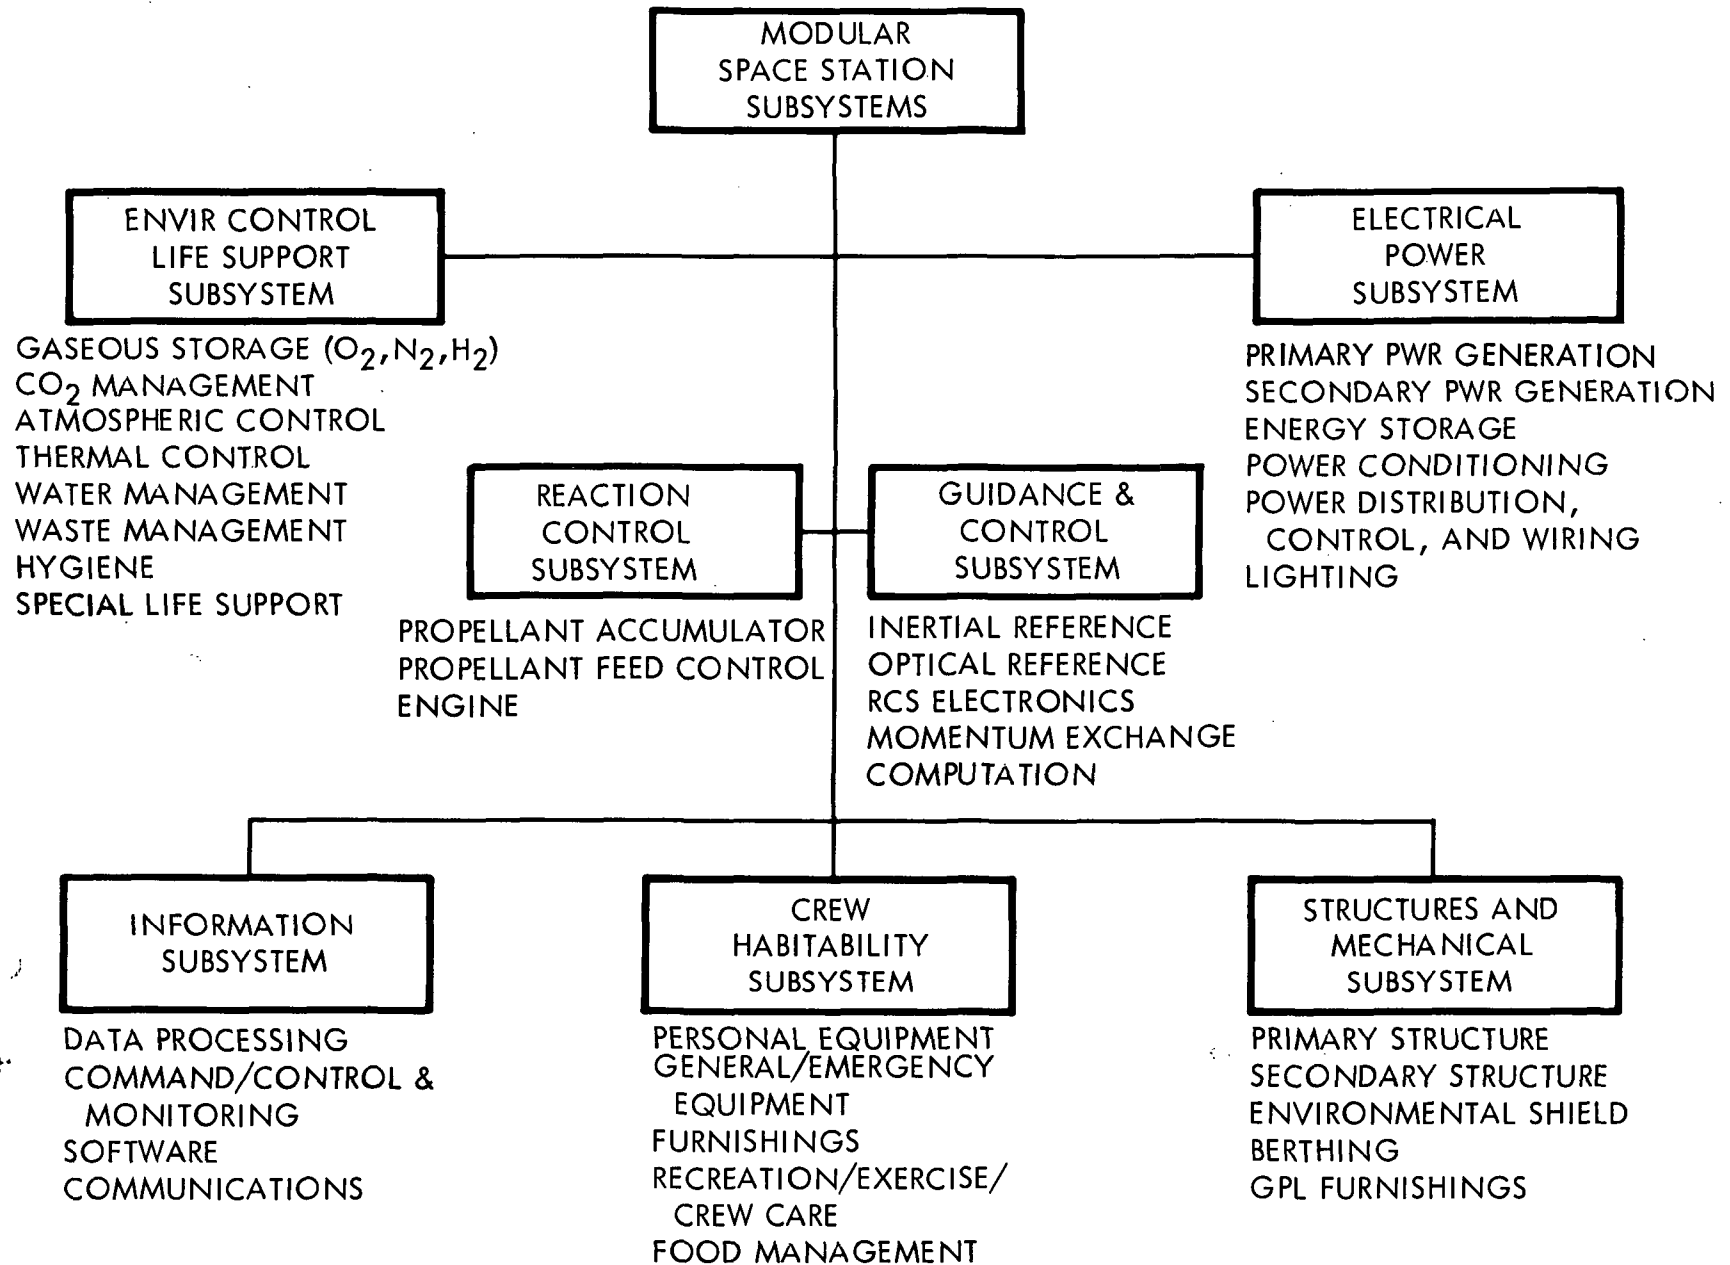 MODULAR
SPACE STATION
SUBSYSTEMS
ENVIR CONTROL
LIFE SUPPORT
SUBSYSTEM
GASEOUS STORAGE (O2,N2,H2)
CO2 MANAGEMENT
ATMOSPHERIC CONTROL
THERMAL CONTROL
WATER MANAGEMENT
WASTE MANAGEMENT
HYGIENE
SPECIAL LIFE SUPPORT
ELECTRICAL
POWER
SUBSYSTEM
PRIMARY PWR GENERATION
SECONDARY PWR GENERATION
ENERGY STORAGE
POWER CONDITIONING
POWER DISTRIBUTION,
CONTROL, AND WIRING
LIGHTING
REACTION
CONTROL
SUBSYSTEM
PROPELLANT ACCUMULATOR
PROPELLANT FEED CONTROL
ENGINE
GUIDANCE &
CONTROL
SUBSYSTEM
INERTIAL REFERENCE
OPTICAL REFERENCE
RCS ELECTRONICS
MOMENTUM EXCHANGE
COMPUTATION
INFORMATION
SUBSYSTEM
DATA PROCESSING
COMMAND/CONTROL &
MONITORING
SOFTWARE
COMMUNICATIONS
CREW
HABITABILITY
SUBSYSTEM
PERSONAL EQUIPMENT
GENERAL/EMERGENCY
EQUIPMENT
FURNISHINGS
RECREATION/EXERCISE/
CREW CARE
FOOD MANAGEMENT
STRUCTURES AND
MECHANICAL
SUBSYSTEM
PRIMARY STRUCTURE
SECONDARY STRUCTURE
ENVIRONMENTAL SHIELD
BERTHING
GPL FURNISHINGS